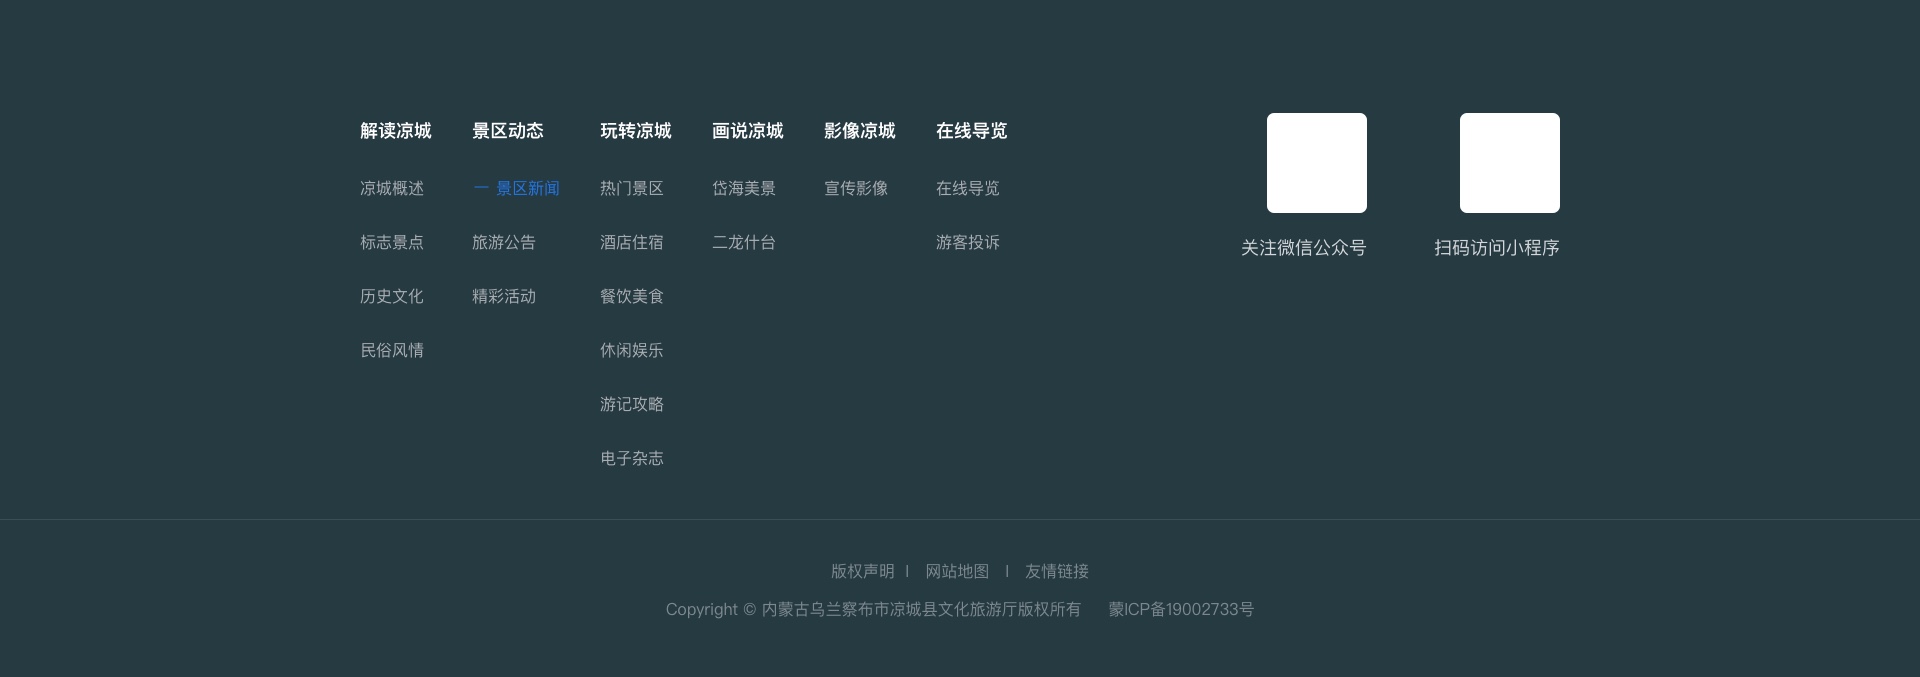 解读凉城
凉城概述
标志景点
历史文化
民俗风情
景区动态
一 景区新闻
旅游公告
精彩活动
玩转凉城
热门景区
酒店住宿
餐饮美食
休闲娱乐
游记攻略
电子杂志
画说凉城
岱海美景
二龙什台
影像凉城
宣传影像
在线导览
在线导览
游客投诉
关注微信公众号
扫码访问小程序
版权声明 | 网站地图 | 友情链接
Copyright © 内蒙古乌兰察布市凉城县文化旅游厅版权所有 蒙ICP备19002733号